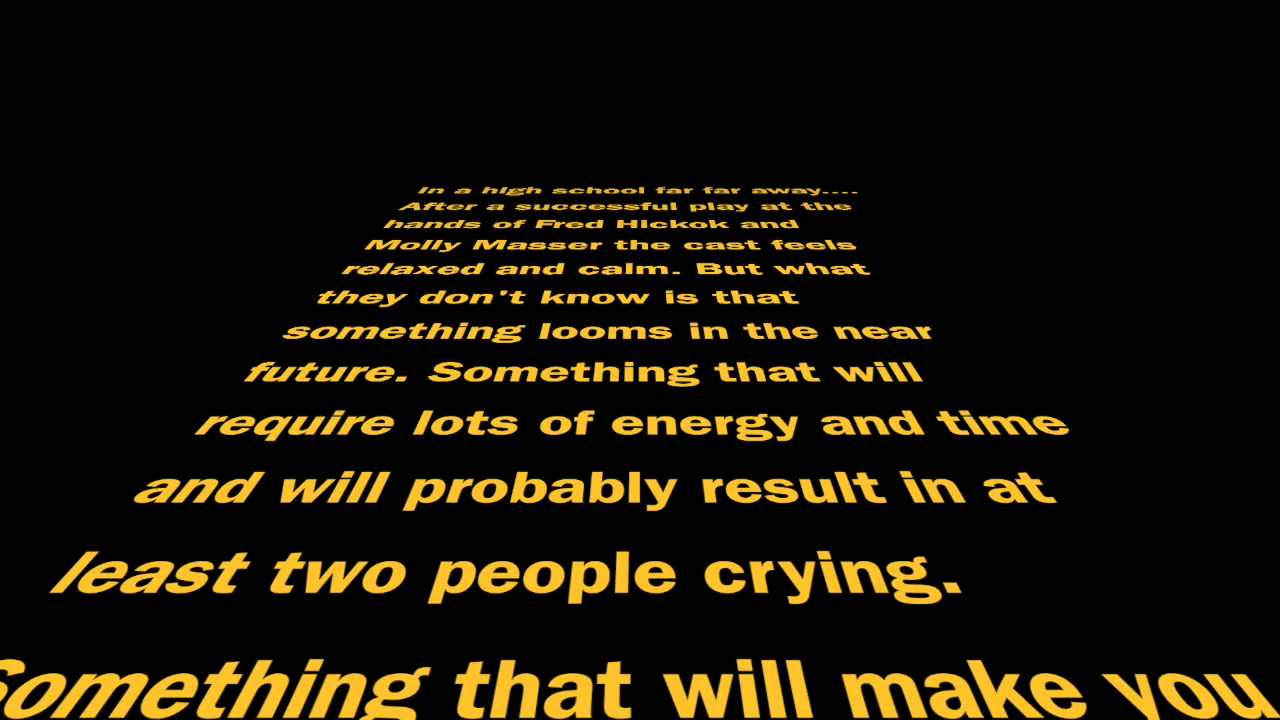 In a high school far far away....
After a successful play at the
hands of Fred Hickok and
Molly Masser the cast feels
relaxed and calm. But what
they don't know is that
something looms in the near
future. Something that will
require lots of energy and time
and will probably result in at
least two people crying.
Something that will make you